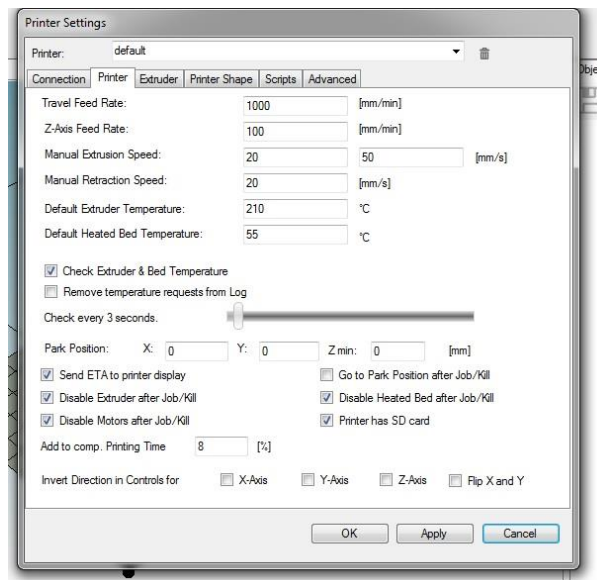 Printer Settings
Printer: default
Connection Printer Extruder Printer Shape Scripts Advanced
Travel Feed Rate: 1000 [mm/min]
Z-Axis Feed Rate: 100 [mm/min]
Manual Extrusion Speed: 20 50 [mm/s]
Manual Retraction Speed: 20 [mm/s]
Default Extruder Temperature: 210 °C
Default Heated Bed Temperature: 55 °C
Check Extruder & Bed Temperature
Remove temperature requests from Log
Check every 3 seconds.
Park Position: X: 0 Y: 0 Z min: 0 [mm]
Send ETA to printer display Go to Park Position after Job/Kill
Disable Extruder after Job/Kill Disable Heated Bed after Job/Kill
Disable Motors after Job/Kill Printer has SD card
Add to comp. Printing Time 8 [%]
Invert Direction in Controls for X-Axis Y-Axis Z-Axis Flip X and Y
OK Apply Cancel